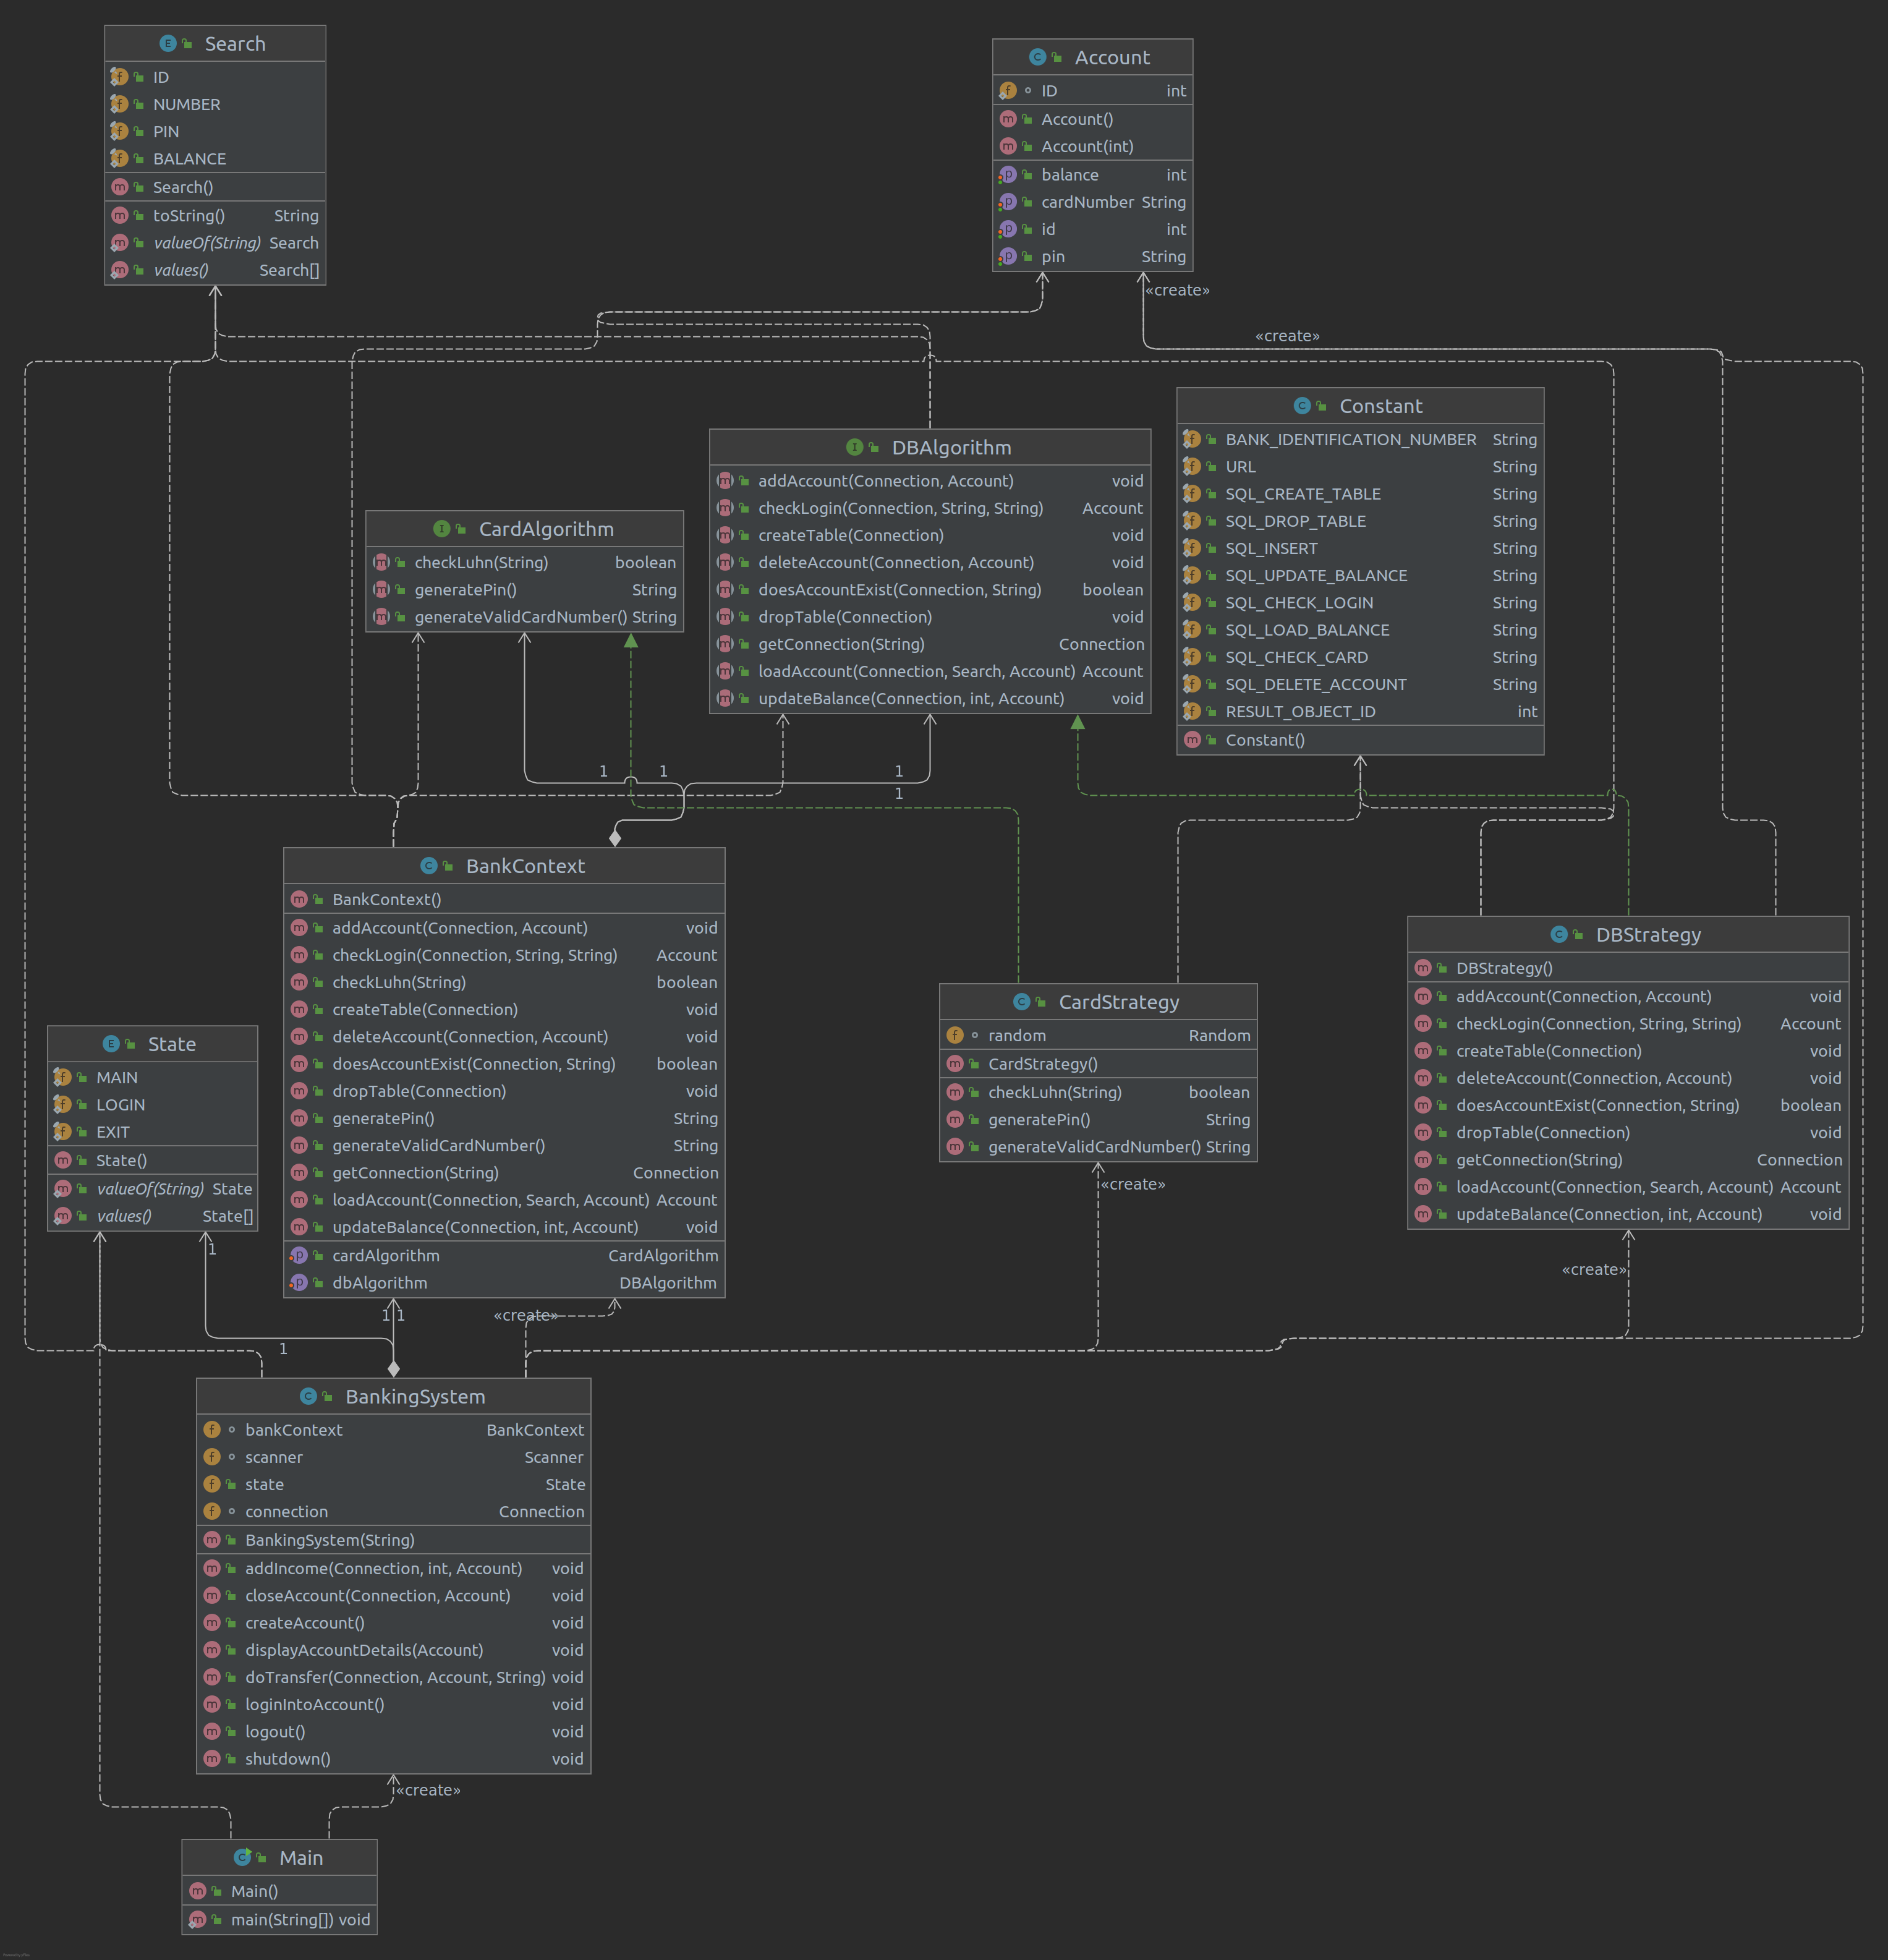 Search
ID
NUMBER
PIN
BALANCE
Search()
toString() String
valueOf(String) Search
values() Search[]
Account
ID int
Account()
Account(int)
balance int
cardNumber String
id int
pin String
«create»
«create»
Constant
BANK_IDENTIFICATION_NUMBER String
URL String
SQL_CREATE_TABLE String
SQL_DROP_TABLE String
SQL_INSERT String
SQL_UPDATE_BALANCE String
SQL_CHECK_LOGIN String
SQL_LOAD_BALANCE String
SQL_CHECK_CARD String
SQL_DELETE_ACCOUNT String
RESULT_OBJECT_ID int
Constant()
DBAlgorithm
addAccount(Connection, Account) void
checkLogin(Connection, String, String) Account
createTable(Connection) void
deleteAccount(Connection, Account) void
doesAccountExist(Connection, String) boolean
dropTable(Connection) void
getConnection(String) Connection
loadAccount(Connection, Search, Account) Account
updateBalance(Connection, int, Account) void
CardAlgorithm
checkLuhn(String) boolean
generatePin() String
generateValidCardNumber() String
1 1 1
1
BankContext
BankContext()
addAccount(Connection, Account) void
checkLogin(Connection, String, String) Account
checkLuhn(String) boolean
createTable(Connection) void
deleteAccount(Connection, Account) void
doesAccountExist(Connection, String) boolean
dropTable(Connection) void
generatePin() String
generateValidCardNumber() String
getConnection(String) Connection
loadAccount(Connection, Search, Account) Account
updateBalance(Connection, int, Account) void
cardAlgorithm CardAlgorithm
dbAlgorithm DBAlgorithm
DBStrategy
DBStrategy()
addAccount(Connection, Account) void
checkLogin(Connection, String, String) Account
createTable(Connection) void
deleteAccount(Connection, Account) void
doesAccountExist(Connection, String) boolean
dropTable(Connection) void
getConnection(String) Connection
loadAccount(Connection, Search, Account) Account
updateBalance(Connection, int, Account) void
CardStrategy
random Random
CardStrategy()
checkLuhn(String) boolean
generatePin() String
generateValidCardNumber() String
«create»
«create»
State
MAIN
LOGIN
EXIT
State()
valueOf(String) State
values() State[]
1
1 1
«create»
1
BankingSystem
bankContext BankContext
scanner Scanner
state State
connection Connection
BankingSystem(String)
addIncome(Connection, int, Account) void
closeAccount(Connection, Account) void
createAccount() void
displayAccountDetails(Account) void
doTransfer(Connection, Account, String) void
loginIntoAccount() void
logout() void
shutdown() void
«create»
Main
Main()
main(String[]) void